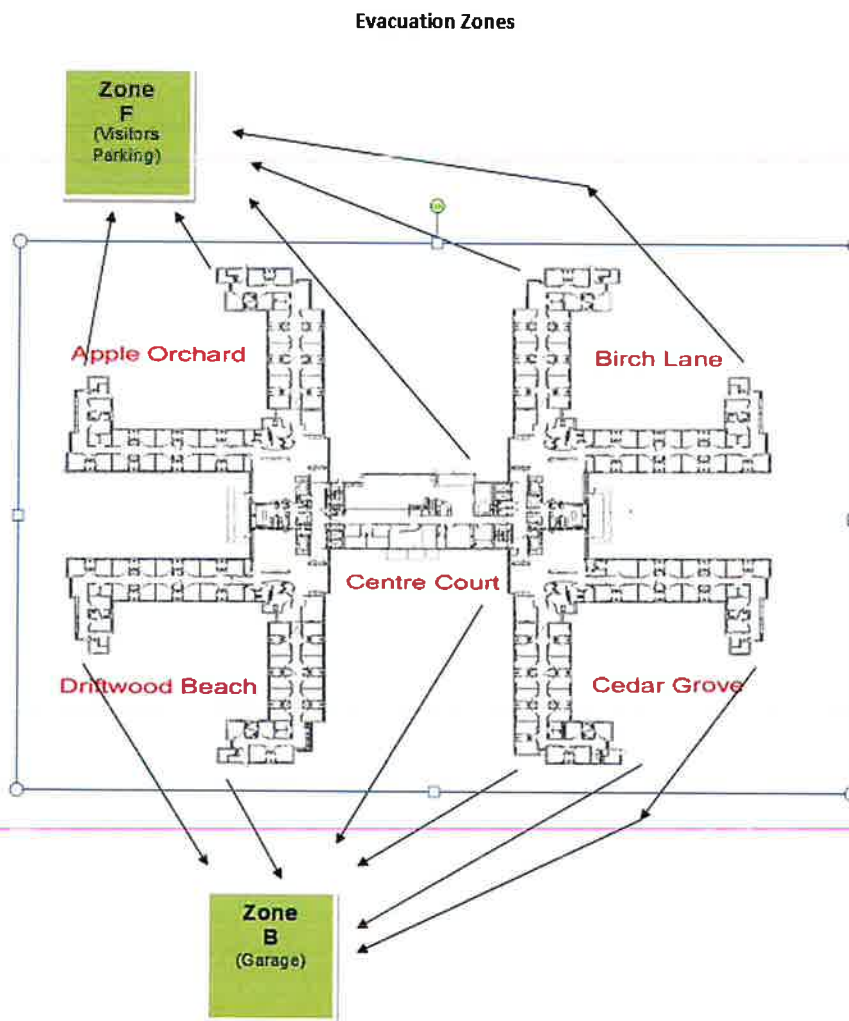 Evacuation Zones
Zone
F
(Visitors
Parking)
Apple Orchard
Birch Lane
Centre Court
Driftwood Beach
Cedar Grove
Zone
B
(Garage)